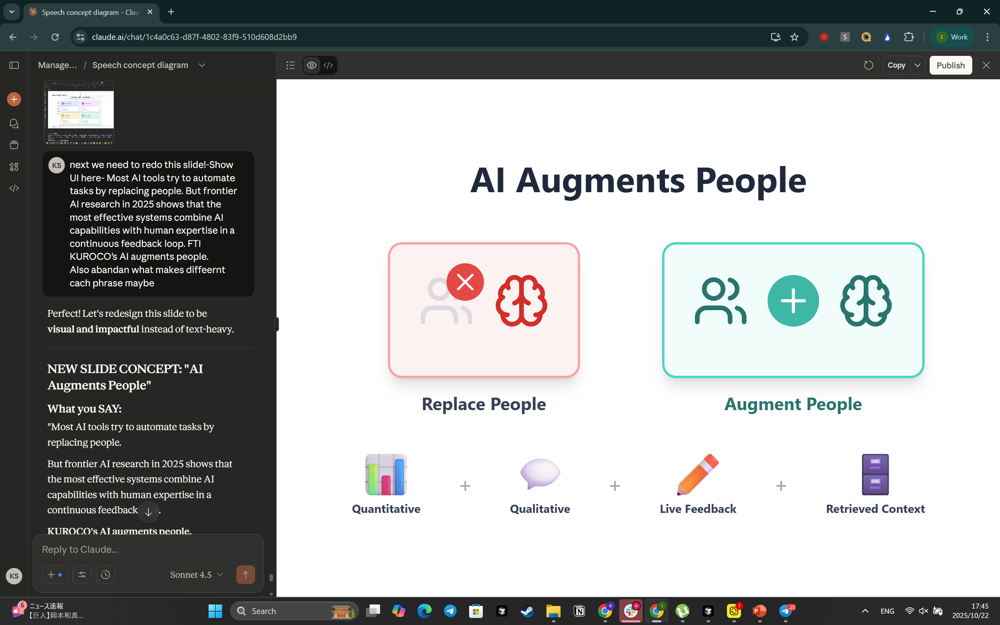 Speech concept diagram - Clau
claude.ai/chat/1c4a0c63-d87f-4802-83f9-510d608d2bb9
S
I
Work
Manage... / Speech concept diagram
Copy
Publish
KS
next we need to redo this slide!-Show
UI here- Most AI tools try to automate
tasks by replacing people. But frontier
AI research in 2025 shows that the
most effective systems combine AI
capabilities with human expertise in a
continuous feedback loop. FTI
KUROCO's AI augments people.
Also abandan what makes diffeernt
cach phrase maybe
Perfect! Let's redesign this slide to be
visual and impactful instead of text-heavy.
NEW SLIDE CONCEPT: "AI
Augments People"
What you SAY:
"Most AI tools try to automate tasks by
replacing people.
But frontier AI research in 2025 shows that
the most effective systems combine AI
capabilities with human expertise in a
continuous feedback
KUROCO's AI augments people.
Reply to Claude...
Sonnet 4.5
KS
AI Augments People
Replace People
Augment People
Quantitative
+
Qualitative
+
Live Feedback
+
Retrieved Context
6
ニュース速報
【巨人】岡本和真...
Search
ENG
17:45
2025/10/22